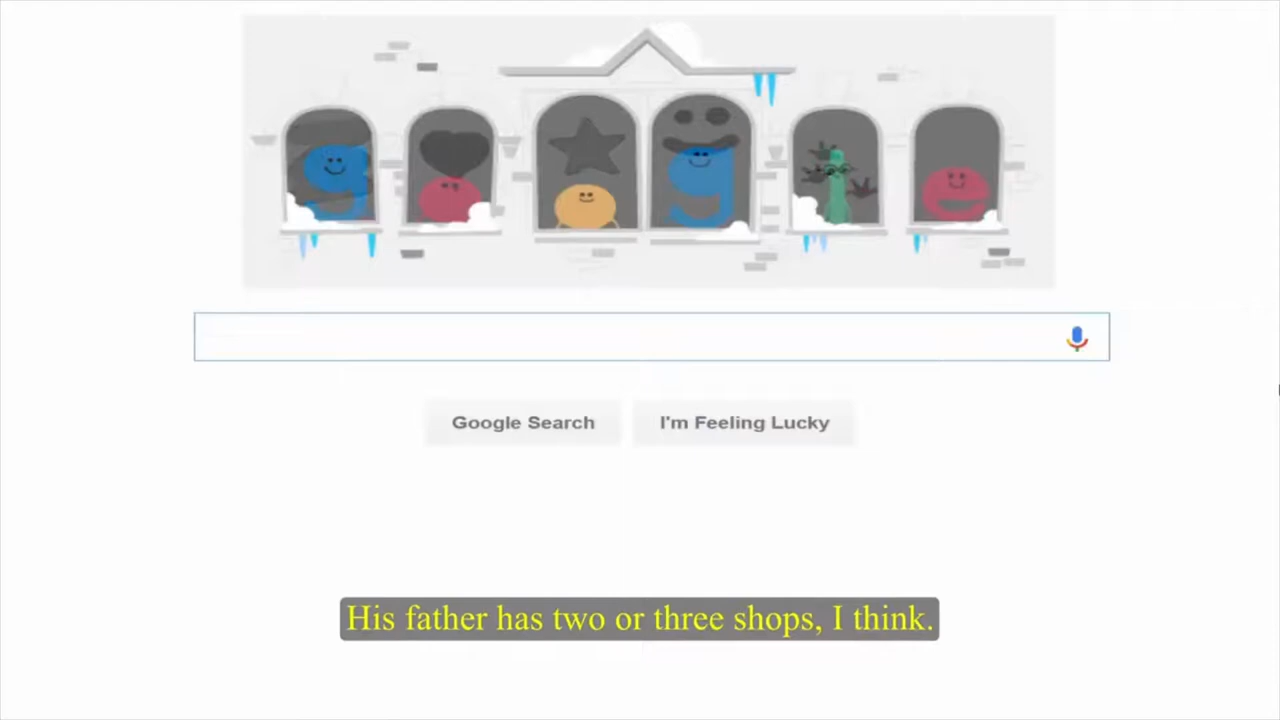 Google Search
I'm Feeling Lucky
His father has two or three shops, I think.